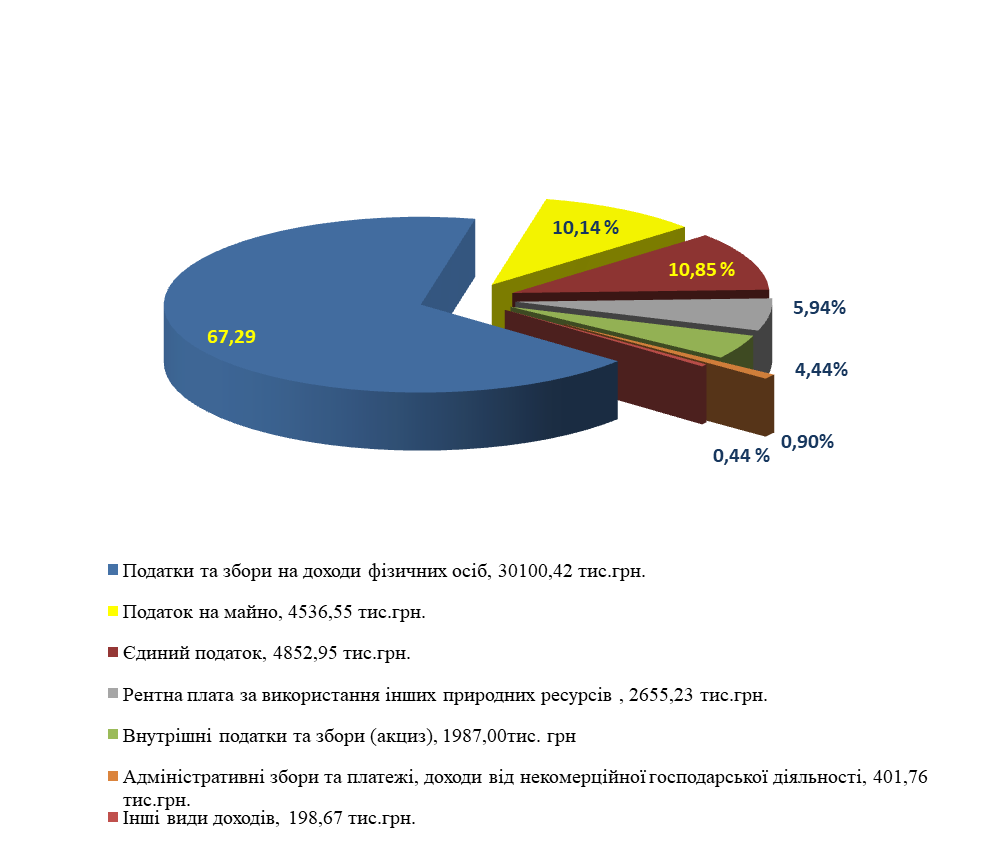 10,14 %
10,85 %
5,94%
67,29
4,44%
0,90%
0,44 %
Податки та збори на доходи фізичних осіб, 30100,42 тис.грн.
Податок на майно, 4536,55 тис.грн.
Єдиний податок, 4852,95 тис.грн.
Рентна плата за використання інших природних ресурсів , 2655,23 тис.грн.
Внутрішні податки та збори (акциз), 1987,00тис. грн
Адміністративні збори та платежі, доходи від некомерційної господарської діяльності, 401,76
тис.грн.
Інші види доходів, 198,67 тис.грн.